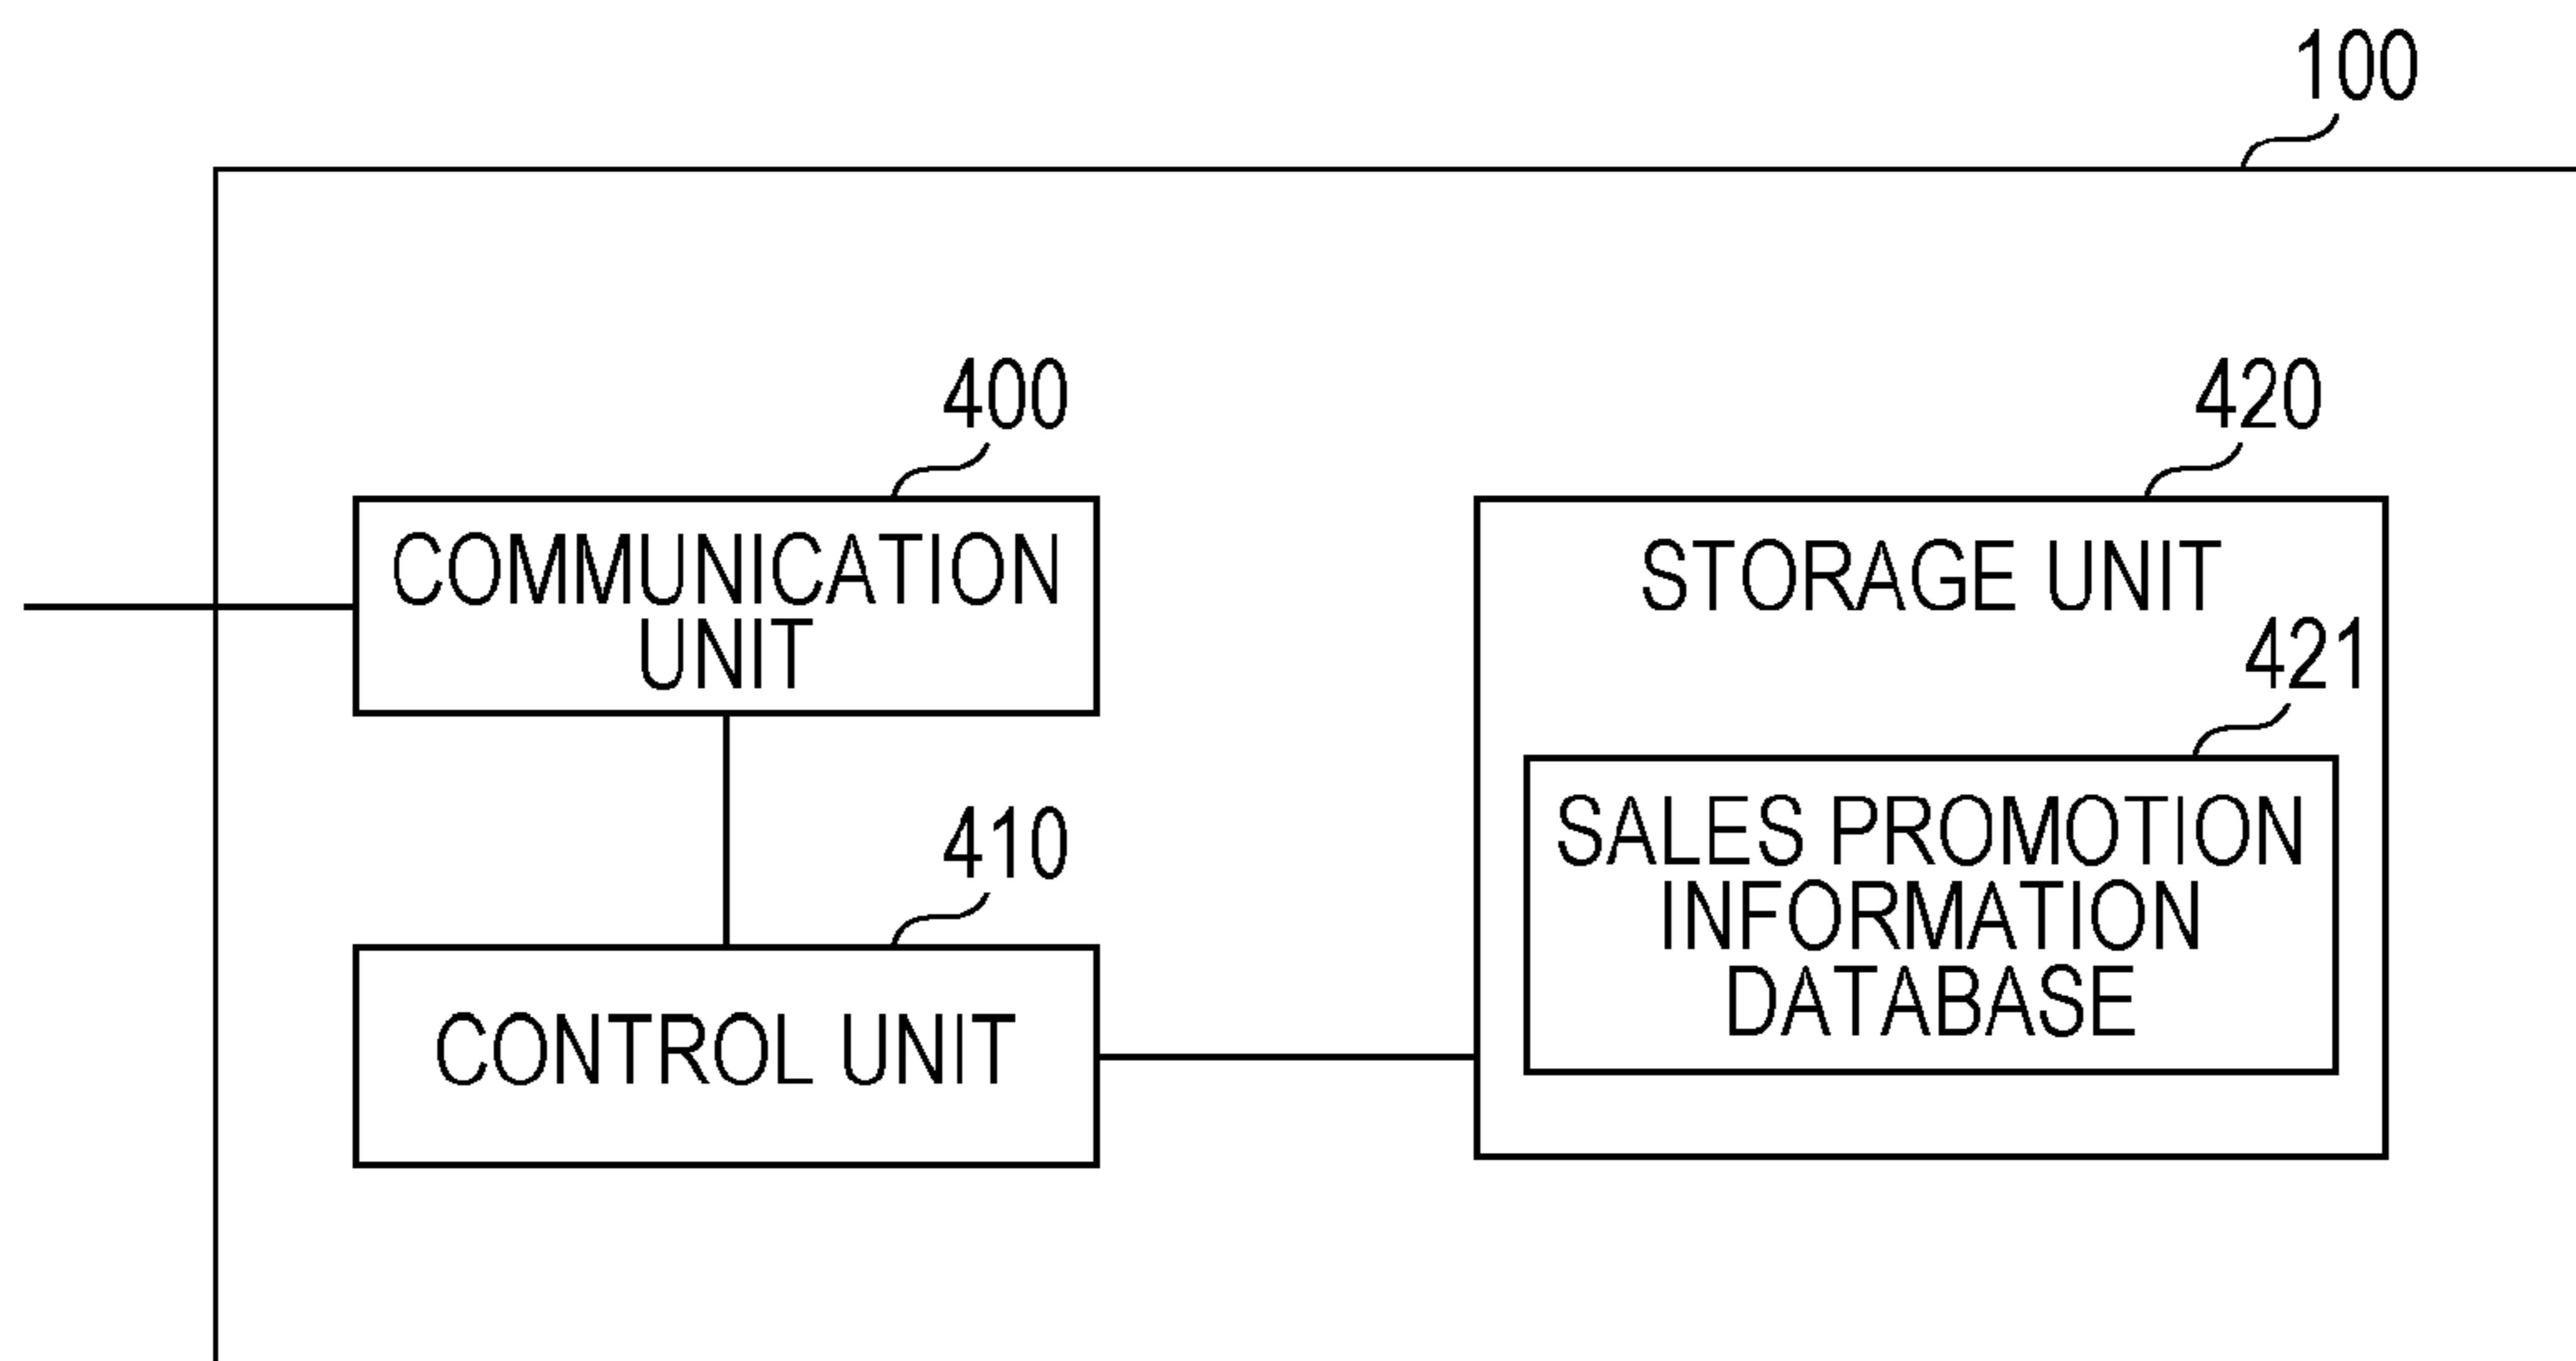 100
400
COMMUNICATION
UNIT
420
STORAGE UNIT
421
SALES PROMOTION
INFORMATION
DATABASE
410
CONTROL UNIT